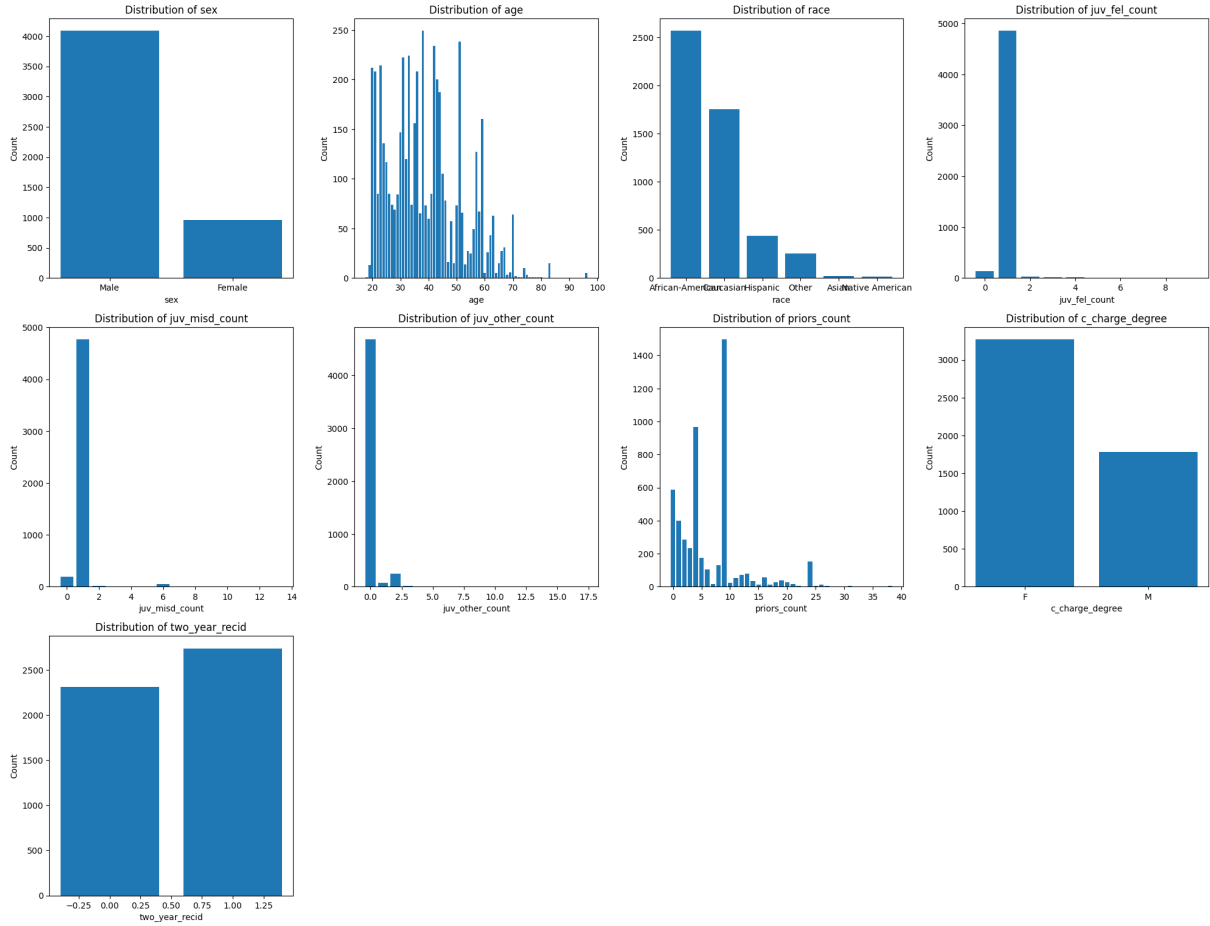 Distribution of sex
Count
4000
3500
3000
2500
2000
1500
1000
500
0
Male Female
sex
Distribution of age
Count
250
200
150
100
50
0
20 30 40 50 60 70 80 90 100
age
Distribution of race
Count
2500
2000
1500
1000
500
0
African-American Caucasian Hispanic Other Asian Native American
race
Distribution of juv_fel_count
Count
5000
4000
3000
2000
1000
0
0 2 4 6 8
juv_fel_count
Distribution of juv_misd_count
Count
5000
4000
3000
2000
1000
0
0 2 4 6 8 10 12 14
juv_misd_count
Distribution of juv_other_count
Count
4000
3000
2000
1000
0
0.0 2.5 5.0 7.5 10.0 12.5 15.0 17.5
juv_other_count
Distribution of priors_count
Count
1400
1200
1000
800
600
400
200
0
0 5 10 15 20 25 30 35 40
priors_count
Distribution of c_charge_degree
Count
3000
2500
2000
1500
1000
500
0
F M
c_charge_degree
Distribution of two_year_recid
Count
2500
2000
1500
1000
500
0
−0.25 0.00 0.25 0.50 0.75 1.00 1.25
two_year_recid